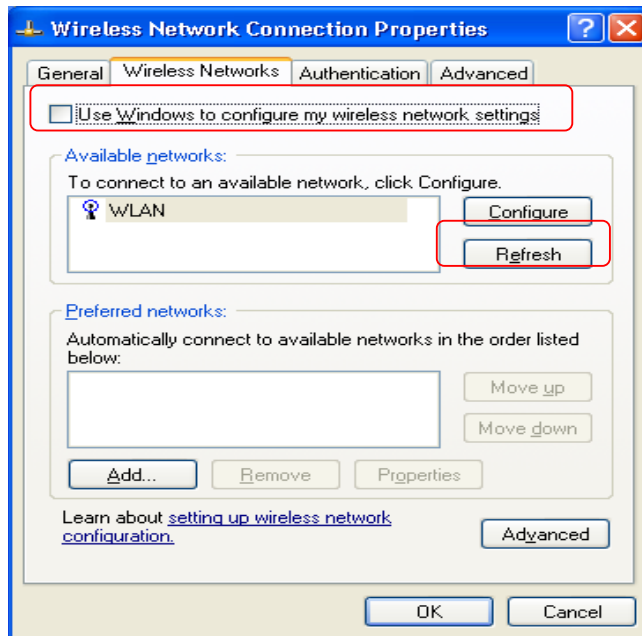 Wireless Network Connection Properties
General Wireless Networks Authentication Advanced
Use Windows to configure my wireless network settings
Available networks:
To connect to an available network, click Configure.
WLAN
Configure
Refresh
Preferred networks:
Automatically connect to available networks in the order listed
below:
Move up
Move down
Add... Remove Properties
Learn about setting up wireless network
configuration.
Advanced
OK Cancel